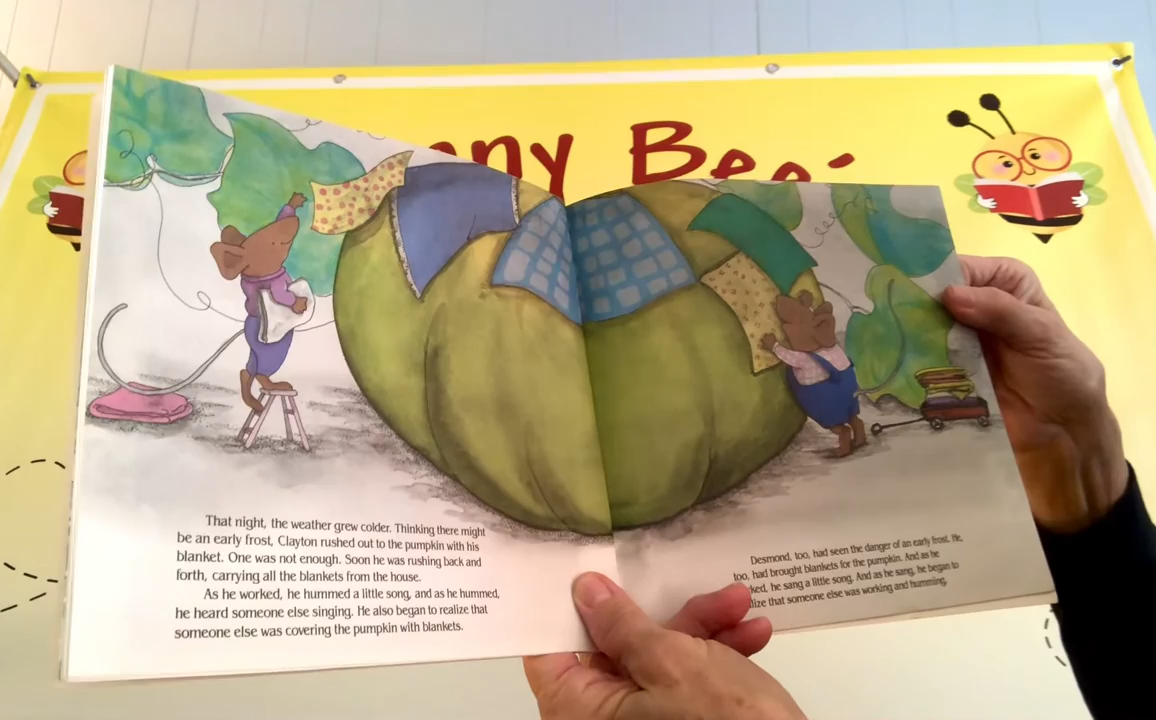 nny Bee
That night, the weather grew colder. Thinking there might
be an early frost, Clayton rushed out to the pumpkin with his
blanket. One was not enough. Soon he was rushing back and
forth, carrying all the blankets from the house.
As he worked, he hummed a little song, and as he hummed,
he heard someone else singing. He also began to realize that
someone else was covering the pumpkin with blankets.
Desmond, too, had seen the danger of an early frost. He,
too, had brought blankets for the pumpkin. And as he
rked, he sang a little song. And as he sang, he began to
lize that someone else was working and humming.